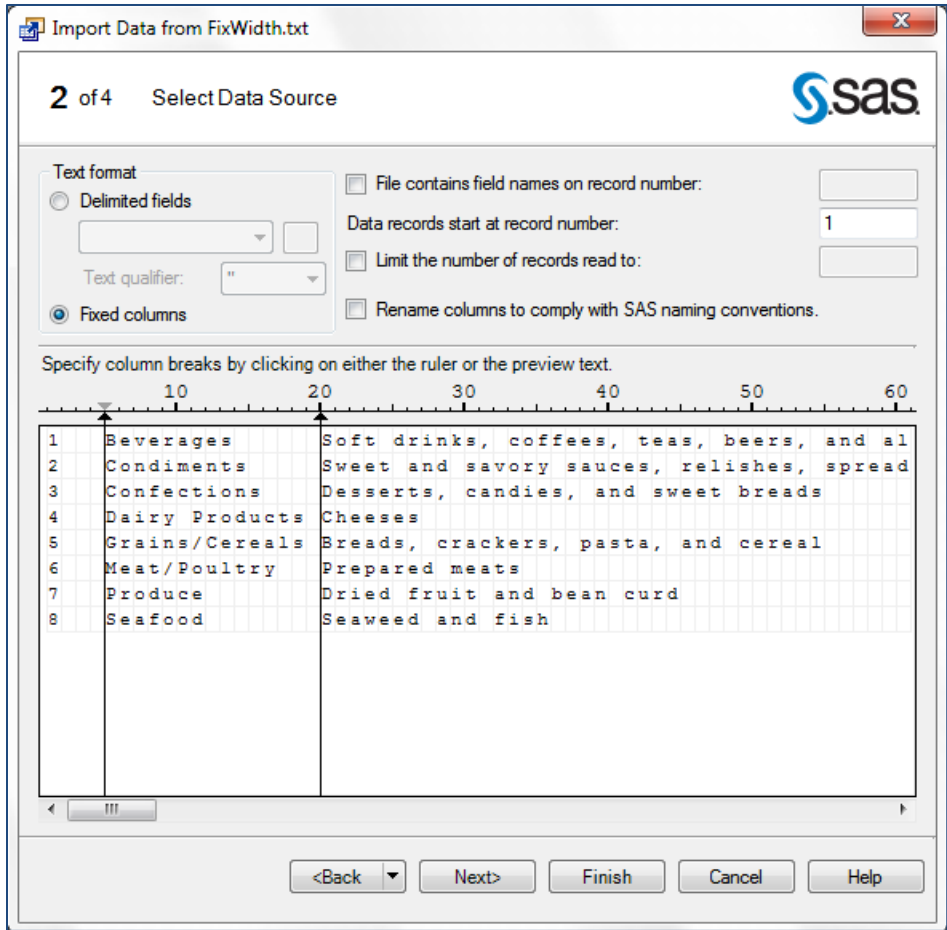 Import Data from FixWidth.txt
x
2 of 4 Select Data Source
sas
Text format
Delimited fields
Text qualifier: "
Fixed columns
File contains field names on record number:
Data records start at record number: 1
Limit the number of records read to:
Rename columns to comply with SAS naming conventions.
Specify column breaks by clicking on either the ruler or the preview text.
10 20 30 40 50 60
1 Beverages Soft drinks, coffees, teas, beers, and al
2 Condiments Sweet and savory sauces, relishes, spread
3 Confections Desserts, candies, and sweet breads
4 Dairy Products Cheeses
5 Grains/Cereals Breads, crackers, pasta, and cereal
6 Meat/Poultry Prepared meats
7 Produce Dried fruit and bean curd
8 Seafood Seaweed and fish
<Back Next> Finish Cancel Help